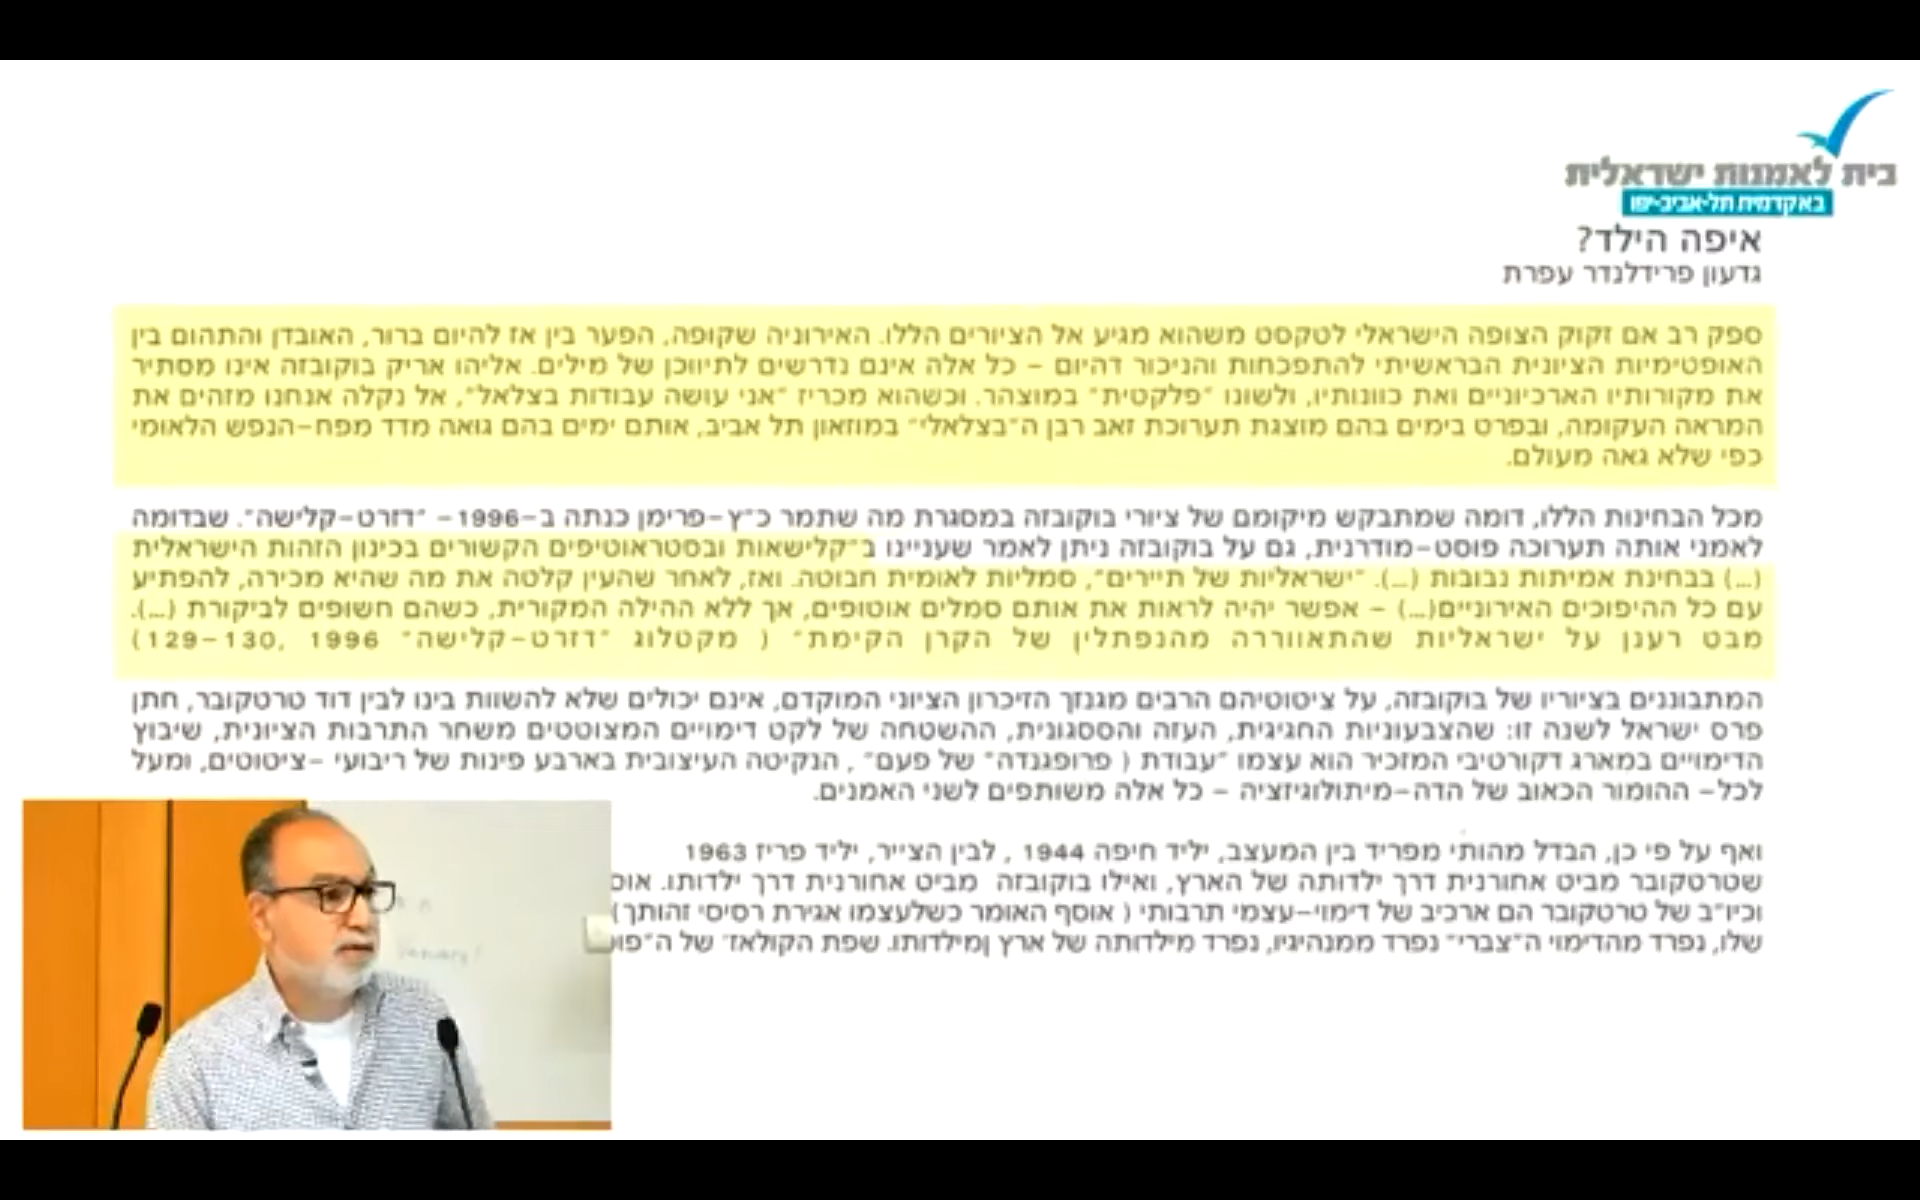 בית לאמנות ישראלית
באקדמית תל-אביב-יפו
איפה הילד?
גדעון פרידלנדר עפרת
ספק רב אם זקוק הצופה הישראלי לטקסט משהוא מגיע אל הציורים הללו. האירוניה שקופה, הפער בין אז להיום ברור, האובדן והתהום בין
האופטימיות הציונית הבראשיתי להתפכחות והניכור דהיום – כל אלה אינם נדרשים לתיווכן של מילים. אליהו אריק בוקובזה אינו מסתיר
את מקורותיו הארכיוניים ואת כוונותיו, ולשונו "פלקטית" במוצהר. וכשהוא מכריז "אני עושה עבודות בצלאל", אל נקלה אנחנו מזהים את
המראה העקומה, ובפרט בימים בהם מוצגת תערוכת זאב רבן ה"בצלאלי" במוזאון תל אביב, אותם ימים בהם גואה מדד מפח-הנפש הלאומי
כפי שלא גאה מעולם.
מכל הבחינות הללו, דומה שמתבקש מיקומם של ציורי בוקובזה במסגרת מה שתמר כ"ץ-פרימן כנתה ב-1996- "דזרט-קלישה". שבדומה
לאמני אותה תערוכה פוסט-מודרנית, גם על בוקובזה ניתן לאמר שעניינו ב"קלישאות ובסטראוטיפים הקשורים בכינון הזהות הישראלית
(...) בבחינת אמיתות נבובות (...). "ישראליות של תיירים", סמליות לאומית חבוטה. ואז, לאחר שהעין קלטה את מה שהיא מכירה, להפתיע
עם כל ההיפוכים האירוניים(...) – אפשר יהיה לראות את אותם סמלים אוטופים, אך ללא ההילה המקורית, כשהם חשופים לביקורת (...).
מבט רענן על ישראליות שהתאווררה מהנפתלין של הקרן הקימת" ( מקטלוג "דזרט-קלישה" 1996 ,129-130)
המתבוננים בציוריו של בוקובזה, על ציטוטיהם הרבים מגנזך הזיכרון הציוני המוקדם, אינם יכולים שלא להשוות בינו לבין דוד טרטקובר, חתן
פרס ישראל לשנה זו: שהצבעוניות החגיגית, העזה והססגונית, ההשטחה של לקט דימויים המצוטטים משחר התרבות הציונית, שיבוץ
הדימויים במארג דקורטיבי המזכיר הוא עצמו "עבודת ( פרופגנדה" של פעם" , הנקיטה העיצובית בארבע פינות של ריבועי -ציטוטים, ומעל
לכל- ההומור הכאוב של הדה-מיתולוגיזציה – כל אלה משותפים לשני האמנים.
ואף על פי כן, הבדל מהותי מפריד בין המעצב, יליד חיפה 1944 , לבין הצייר, יליד פריז 1963
שטרטקובר מביט אחורנית דרך ילדותה של הארץ, ואילו בוקובזה מביט אחורנית דרך ילדותו. אוס
וכיו"ב של טרטקובר הם ארכיב של דימוי-עצמי תרבותי ( אוסף האומר כשלעצמו אגירת רסיסי זהותך)
שלו, נפרד מהדימוי ה"צברי" נפרד ממנהיגיו, נפרד מילדותה של ארץ ןמילדותו. שפת הקולאז' של ה"פופ